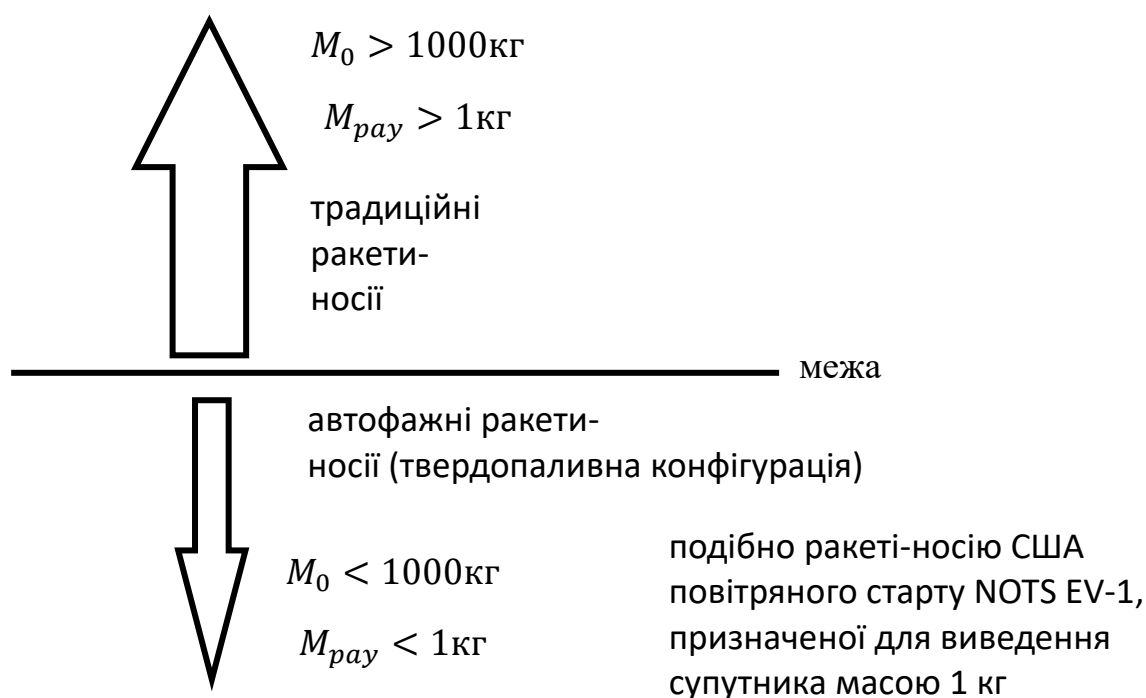 M₀ > 1000кг
M_pay > 1кг
традиційні
ракети-
носії
межа
автофажні ракети-
носії (твердопаливна конфігурація)
M₀ < 1000кг
M_pay < 1кг
подібно ракеті-носію США
повітряного старту NOTS EV-1,
призначеної для виведення
супутника масою 1 кг